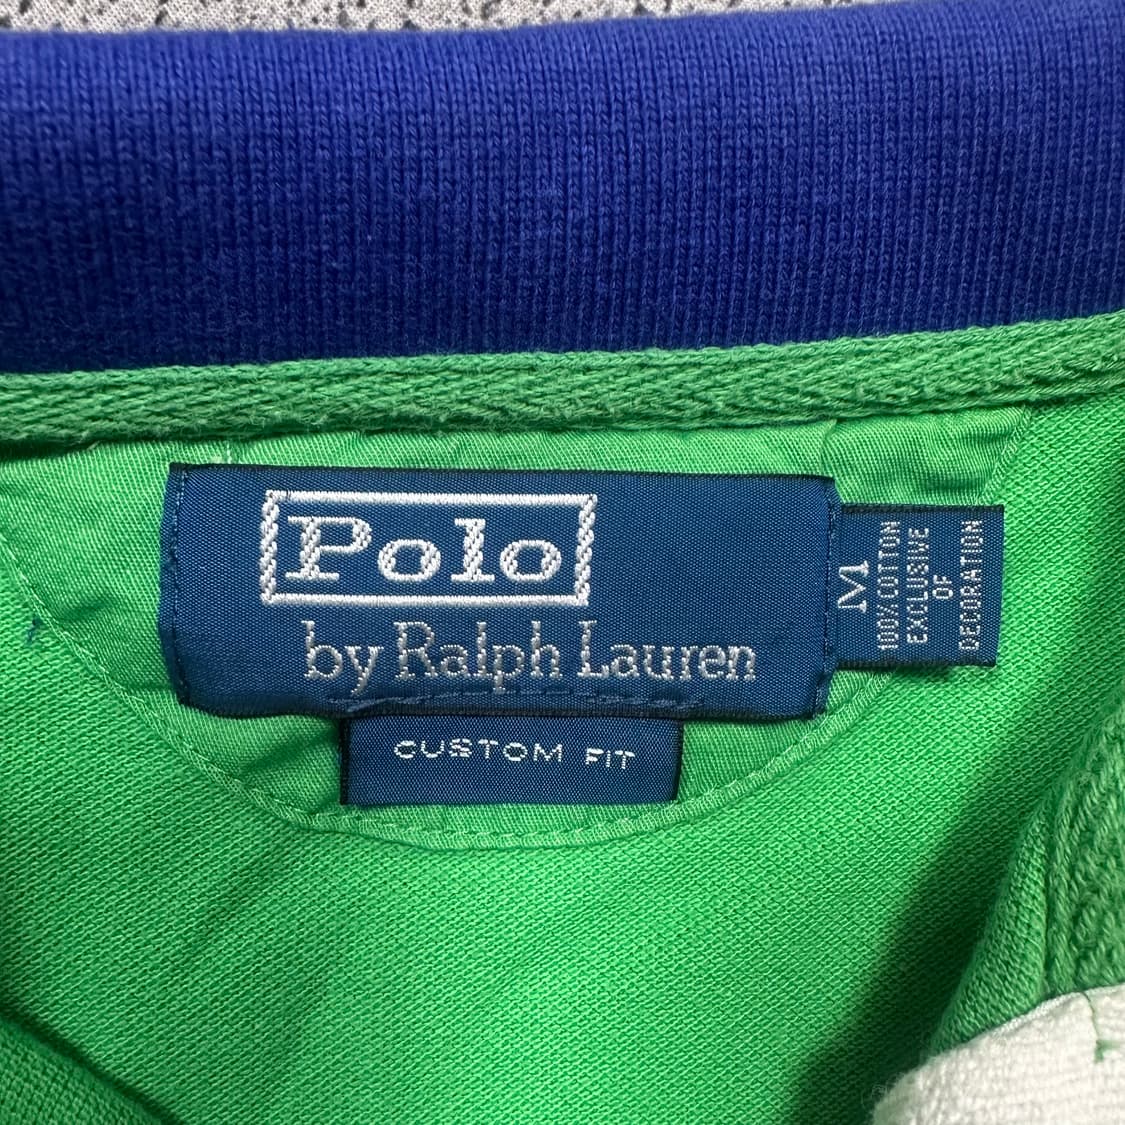 Polo
by Ralph Lauren
CUSTOM FIT
M
100% COTTON
EXCLUSIVE
OF
DECORATION